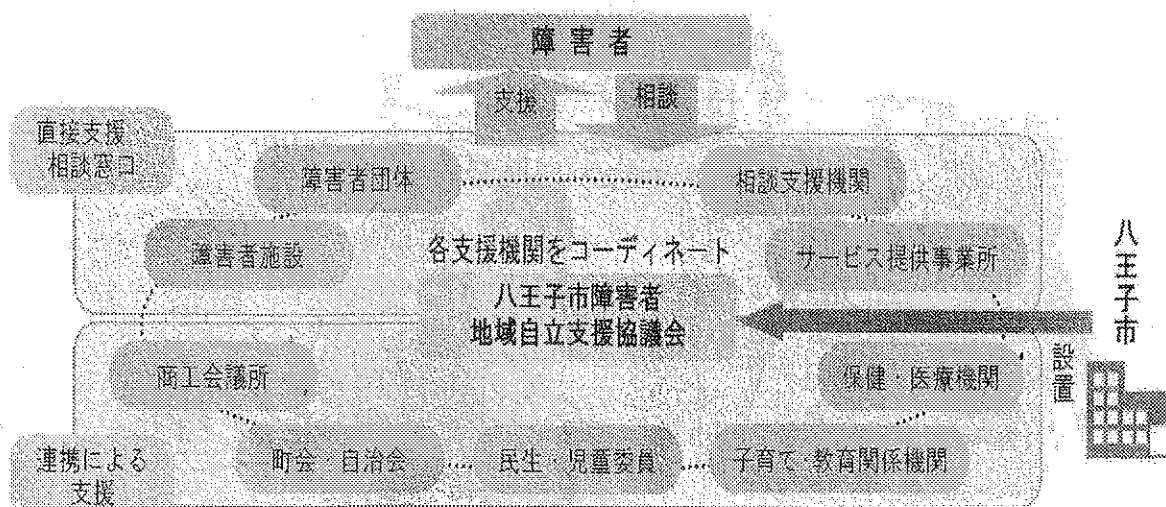 障害者
支援
相談
直接支援・
相談窓口
障害者団体
相談支援機関
障害者施設
各支援機関をコーディネート
サービス提供事業所
八王子市障害者
地域自立支援協議会
八王子市
設置
商工会議所
保健・医療機関
連携による
支援
町会・自治会
民生・児童委員
子育て・教育関係機関